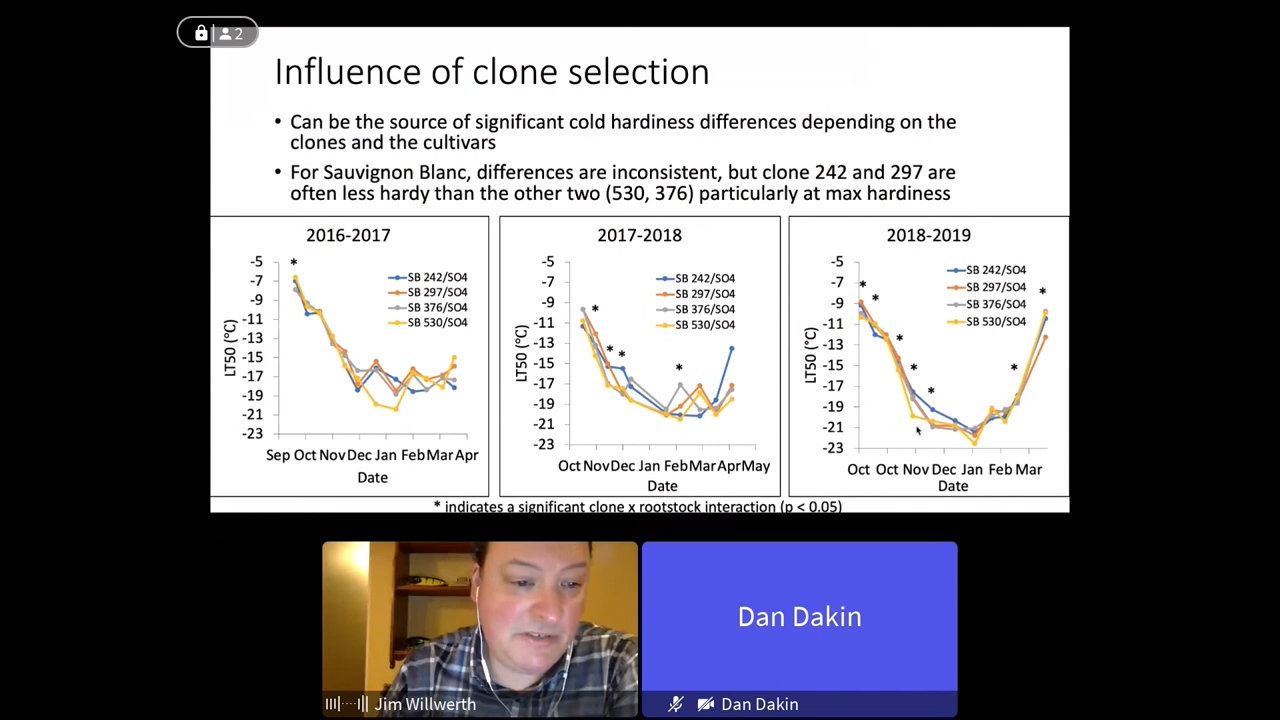 2
Influence of clone selection
• Can be the source of significant cold hardiness differences depending on the
clones and the cultivars
• For Sauvignon Blanc, differences are inconsistent, but clone 242 and 297 are
often less hardy than the other two (530, 376) particularly at max hardiness
2016-2017
*
-5
-7
-9
-11
-13
-15
-17
-19
-21
-23
LT50 (°C)
SB 242/SO4
SB 297/SO4
SB 376/SO4
SB 530/SO4
Sep Oct Nov Dec Jan Feb Mar Apr
Date
2017-2018
-5
-7
-9
-11
-13
-15
-17
-19
-21
-23
LT50 (°C)
SB 242/SO4
SB 297/SO4
SB 376/SO4
SB 530/SO4
* * * *
Oct Nov Dec Jan Feb Mar Apr May
Date
2018-2019
-5
-7
-9
-11
-13
-15
-17
-19
-21
-23
LT50 (°C)
SB 242/SO4
SB 297/SO4
SB 376/SO4
SB 530/SO4
* * * * * * *
Oct Oct Nov Dec Jan Feb Mar
Date
* indicates a significant clone x rootstock interaction (p < 0.05)
Dan Dakin
Jim Willwerth
Dan Dakin